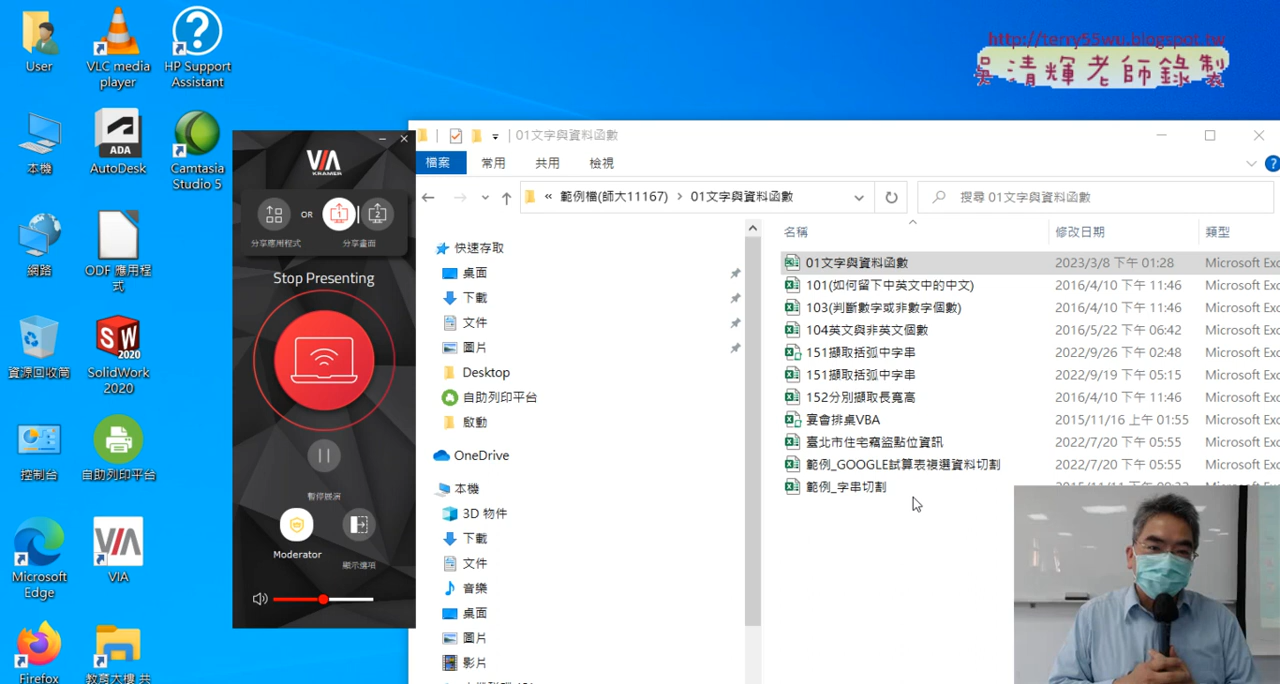 User
VLC media player
HP Support Assistant
本機
AutoDesk
Camtasia Studio 5
網路
ODF 應用程式
資源回收筒
SolidWork 2020
控制台
自助列印平台
Microsoft Edge
VIA
Firefox
ADA
SW
2020
VIA
KRAMER
OR
1
2
分享應用程式
分享畫面
Stop Presenting
暫停展演
Moderator
顯示選項
http://terry55wu.blogspot.tw
吳清輝老師錄製
01文字與資料函數
檔案 常用 共用 檢視
« 範例檔(師大11167) › 01文字與資料函數
搜尋 01文字與資料函數
快速存取
桌面
下載
文件
圖片
Desktop
自助列印平台
啟動
OneDrive
本機
3D 物件
下載
文件
音樂
桌面
圖片
影片
名稱 修改日期 類型
01文字與資料函數 2023/3/8 下午 01:28 Microsoft Exc
101(如何留下中英文中的中文) 2016/4/10 下午 11:46 Microsoft Exc
103(判斷數字或非數字個數) 2016/4/10 下午 11:46 Microsoft Exc
104英文與非英文個數 2016/5/22 下午 06:42 Microsoft Exc
151擷取括弧中字串 2022/9/26 下午 02:48 Microsoft Exc
151擷取括弧中字串 2022/9/19 下午 05:15 Microsoft Exc
152分別擷取長寬高 2016/4/10 下午 11:46 Microsoft Exc
宴會排桌VBA 2015/11/16 上午 01:55 Microsoft Exc
臺北市住宅竊盜點位資訊 2022/7/20 下午 05:55 Microsoft Exc
範例_GOOGLE試算表複選資料切割 2022/7/20 下午 05:55 Microsoft Exc
範例_字串切割